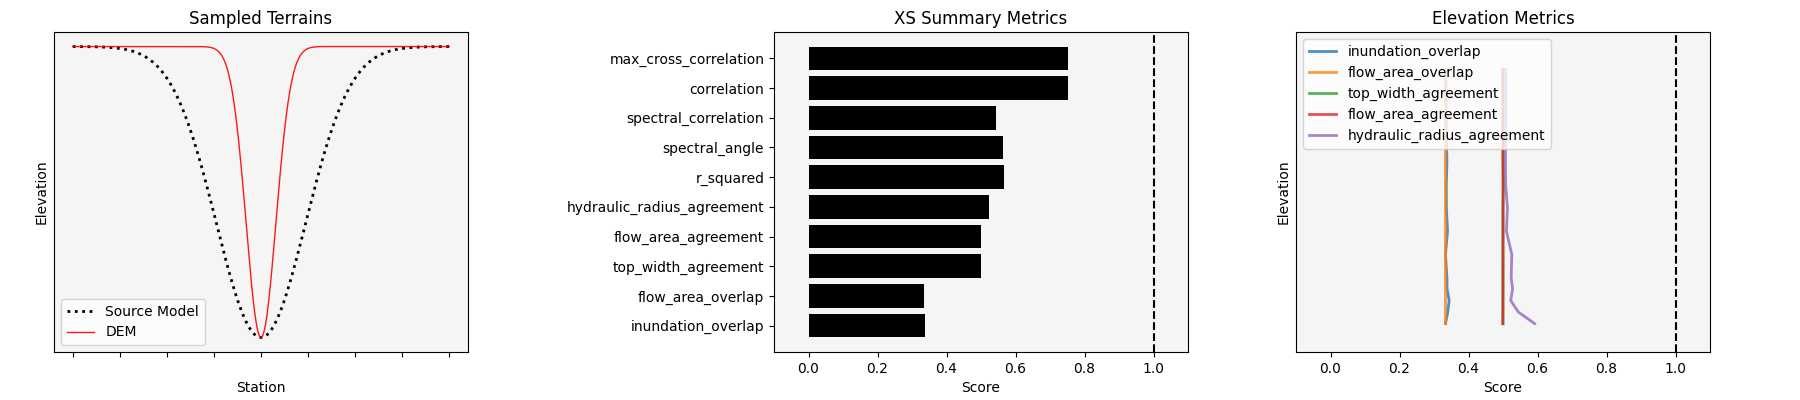 Sampled Terrains
Elevation
Source Model
DEM
Station
XS Summary Metrics
max_cross_correlation
correlation
spectral_correlation
spectral_angle
r_squared
hydraulic_radius_agreement
flow_area_agreement
top_width_agreement
flow_area_overlap
inundation_overlap
0.0 0.2 0.4 0.6 0.8 1.0
Score
Elevation Metrics
Elevation
inundation_overlap
flow_area_overlap
top_width_agreement
flow_area_agreement
hydraulic_radius_agreement
0.0 0.2 0.4 0.6 0.8 1.0
Score